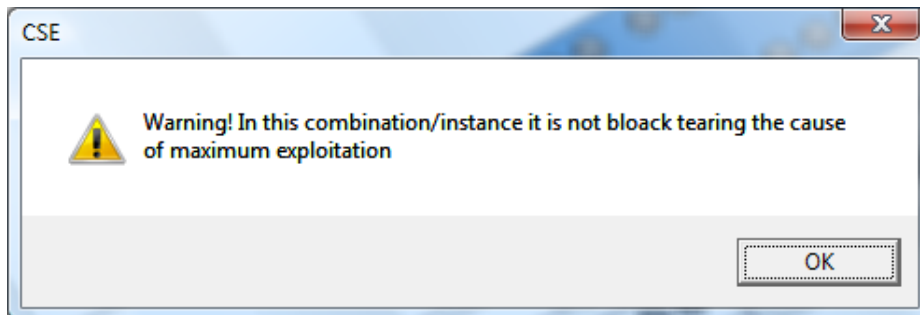 CSE
Warning! In this combination/instance it is not bloack tearing the cause
of maximum exploitation
OK